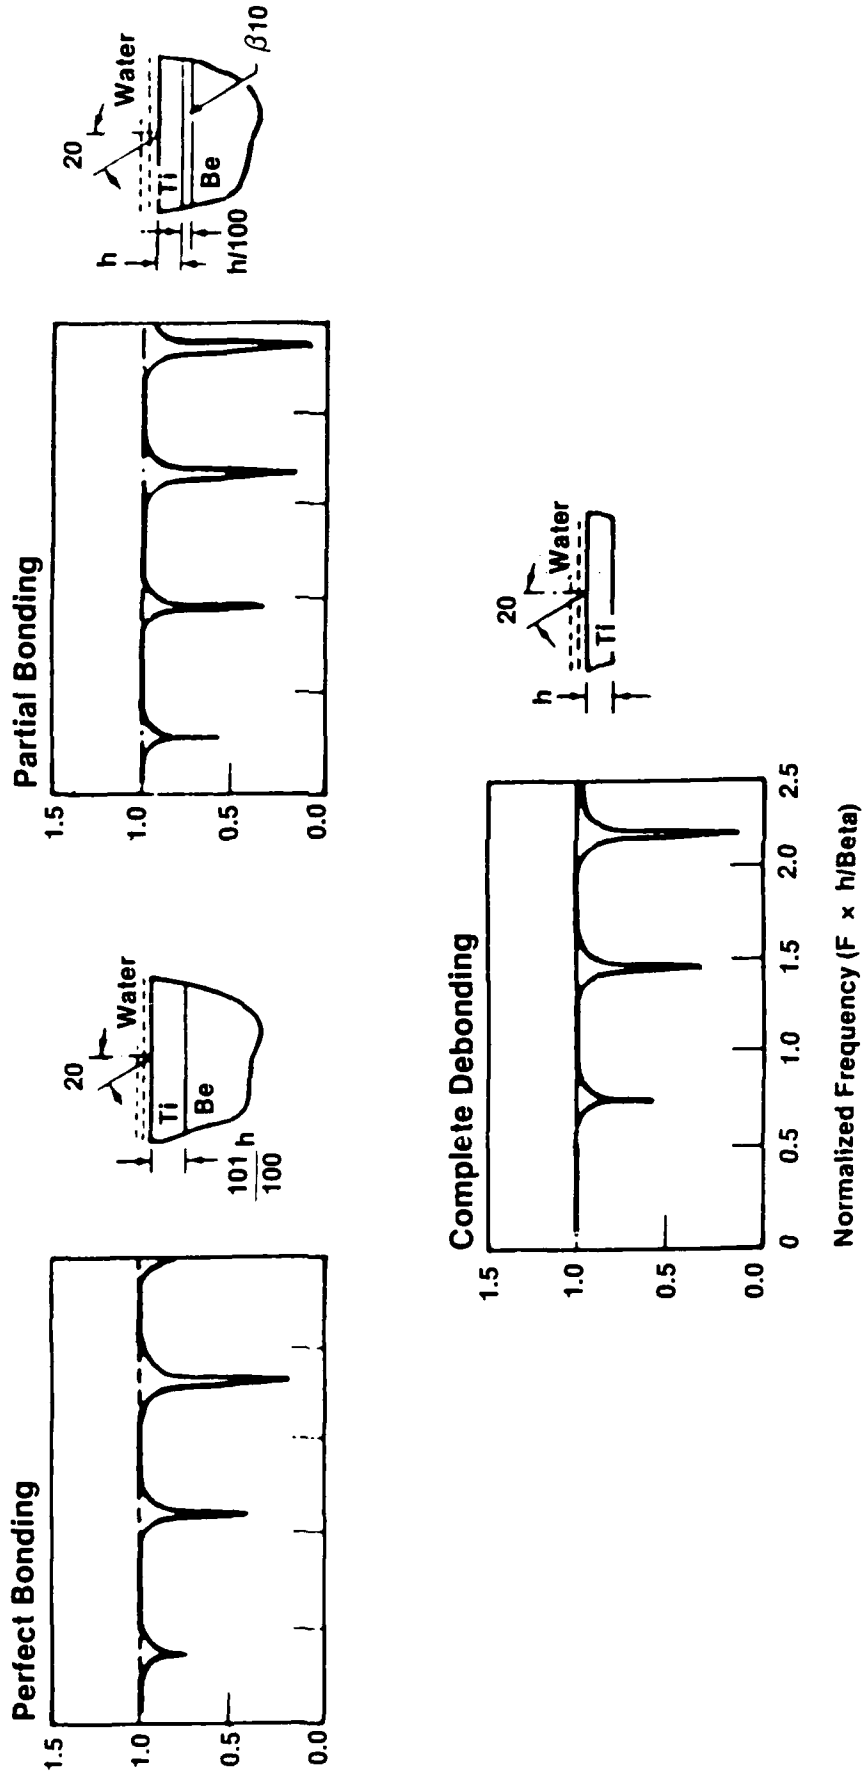 Perfect Bonding
1.5
1.0
0.5
0.0
20
Water
Ti
Be
101 h
100
Partial Bonding
1.5
1.0
0.5
0.0
20
Water
h
Ti
Be
h/100
β10
Complete Debonding
1.5
1.0
0.5
0.0
0 0.5 1.0 1.5 2.0 2.5
Normalized Frequency (F x h/Beta)
20
Water
h
Ti